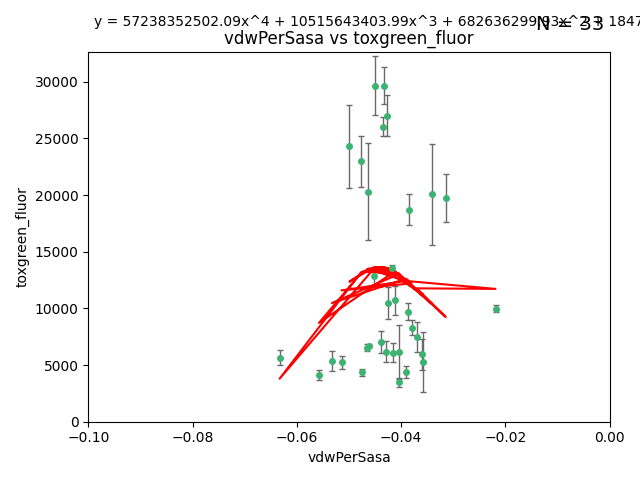 y = 57238352502.09x^4 + 10515643403.99x^3 + 682636299.
N = 33
vdwPerSasa vs toxgreen_fluor
30000
25000
20000
15000
10000
5000
0
toxgreen_fluor
−0.10 −0.08 −0.06 −0.04 −0.02 0.00
vdwPerSasa